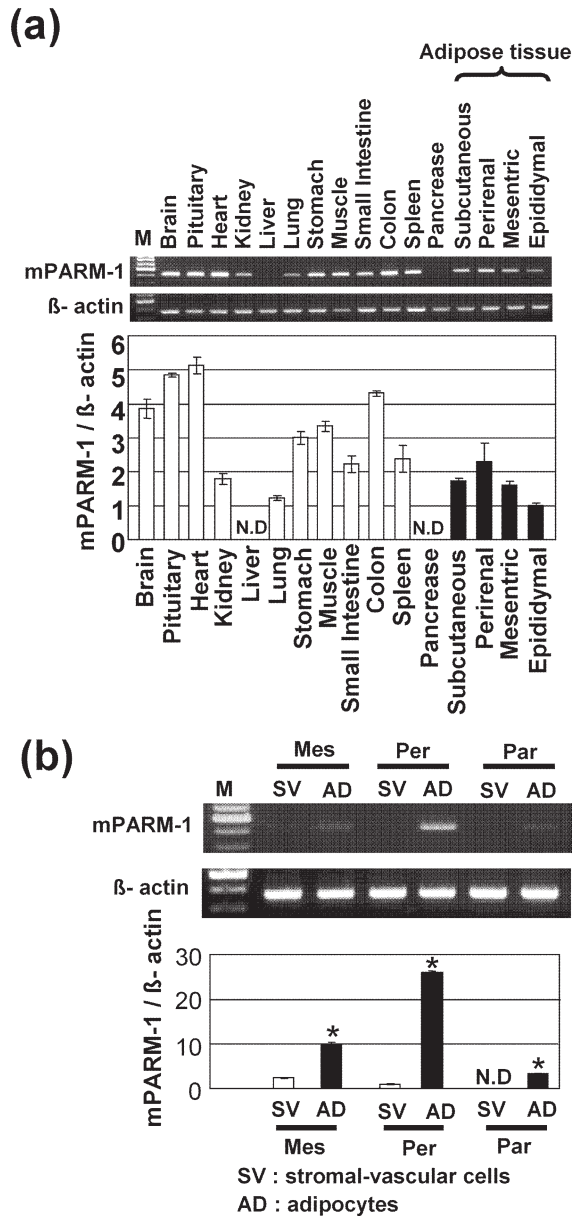 (a)
Adipose tissue
M
Brain
Pituitary
Heart
Kidney
Liver
Lung
Stomach
Muscle
Small Intestine
Colon
Spleen
Pancrease
Subcutaneous
Perirenal
Mesentric
Epididymal
mPARM-1
ß- actin
mPARM-1 / ß- actin
6
5
4
3
2
1
0
N.D
N.D
Brain
Pituitary
Heart
Kidney
Liver
Lung
Stomach
Muscle
Small Intestine
Colon
Spleen
Pancrease
Subcutaneous
Perirenal
Mesentric
Epididymal
(b)
Mes Per Par
M SV AD SV AD SV AD
mPARM-1
ß- actin
mPARM-1 / ß- actin
30
20
10
0
* * N.D *
SV AD SV AD SV AD
Mes Per Par
SV : stromal-vascular cells
AD : adipocytes